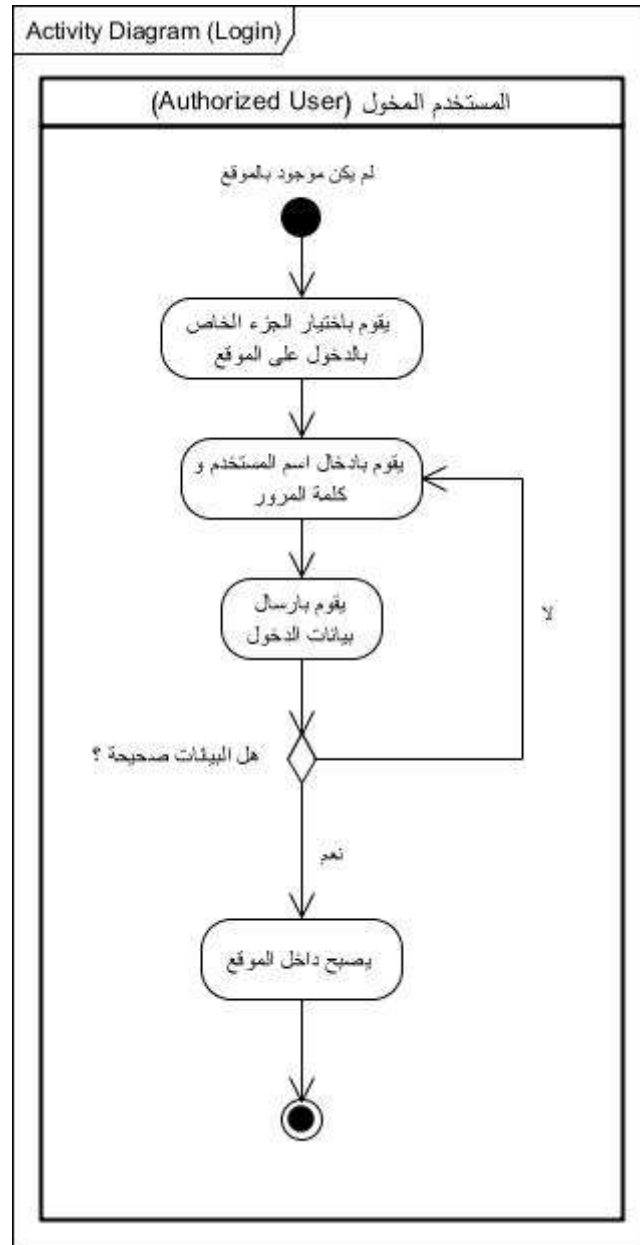 Activity Diagram (Login)
المستخدم المخول (Authorized User)
لم يكن موجود بالموقع
يقوم باختيار الجزء الخاص
بالدخول على الموقع
يقوم بادخال اسم المستخدم و
كلمة المرور
يقوم بارسال
بيانات الدخول
لا
هل البيانات صحيحة ؟
نعم
يصبح داخل الموقع